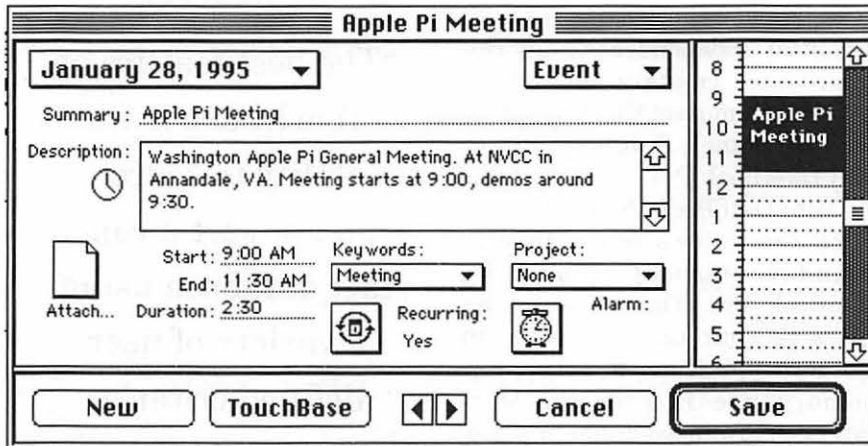 Apple Pi Meeting
January 28, 1995
Event
Summary: Apple Pi Meeting
Description: Washington Apple Pi General Meeting. At NVCC in
Annandale, VA. Meeting starts at 9:00, demos around
9:30.
Attach...
Start: 9:00 AM
End: 11:30 AM
Duration: 2:30
Keywords:
Meeting
Recurring:
Yes
Project:
None
Alarm:
8
9
10
11
12
1
2
3
4
5
6
Apple Pi
Meeting
New
TouchBase
Cancel
Save